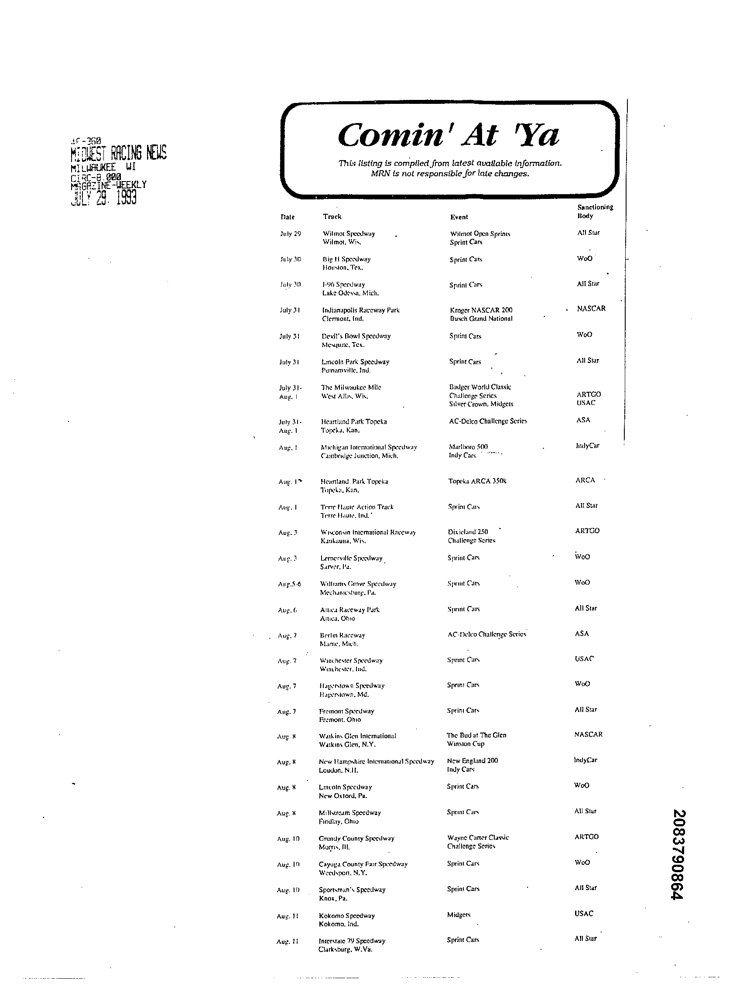 AF-360
MIDWEST RACING NEWS
MILWAUKEE WI
CIRC-8,000
MAGAZINE-WEEKLY
JULY 29, 1993
Comin' At 'Ya
This listing is compiled from latest available information.
MRN is not responsible for late changes.
Date Track Event Sanctioning Body
July 29 Wilmot Speedway Wilmot Open Sprints All Star
Wilmot, Wis. Sprint Cars
July 30 Big H Speedway Sprint Cars WoO
Houston, Tex.
July 30 I-96 Speedway Sprint Cars All Star
Lake Odessa, Mich.
July 31 Indianapolis Raceway Park Kroger NASCAR 200 NASCAR
Clermont, Ind. Busch Grand National
July 31 Devil's Bowl Speedway Sprint Cars WoO
Mesquite, Tex.
July 31 Lincoln Park Speedway Sprint Cars All Star
Putnamville, Ind.
July 31- The Milwaukee Mile Badger World Classic
Aug. 1 West Allis, Wis. Challenge Series ARTGO
Silver Crown, Midgets USAC
July 31- Heartland Park Topeka AC-Delco Challenge Series ASA
Aug. 1 Topeka, Kan.
Aug. 1 Michigan International Speedway Marlboro 500 IndyCar
Cambridge Junction, Mich. Indy Cars
Aug. 1 Heartland Park Topeka Topeka ARCA 350k ARCA
Topeka, Kan.
Aug. 1 Terre Haute Action Track Sprint Cars All Star
Terre Haute, Ind.
Aug. 3 Wisconsin International Raceway Dixieland 250 ARTGO
Kaukauna, Wis. Challenge Series
Aug. 3 Lernerville Speedway Sprint Cars WoO
Sarver, Pa.
Aug.5-6 Williams Grove Speedway Sprint Cars WoO
Mechanicsburg, Pa.
Aug. 6 Attica Raceway Park Sprint Cars All Star
Attica, Ohio
Aug. 7 Berlin Raceway AC-Delco Challenge Series ASA
Marne, Mich.
Aug. 7 Winchester Speedway Sprint Cars USAC
Winchester, Ind.
Aug. 7 Hagerstown Speedway Sprint Cars WoO
Hagerstown, Md.
Aug. 7 Fremont Speedway Sprint Cars All Star
Fremont, Ohio
Aug. 8 Watkins Glen International The Bud at The Glen NASCAR
Watkins Glen, N.Y. Winston Cup
Aug. 8 New Hampshire International Speedway New England 200 IndyCar
Loudon, N.H. Indy Cars
Aug. 8 Lincoln Speedway Sprint Cars WoO
New Oxford, Pa.
Aug. 8 Millstream Speedway Sprint Cars All Star
Findlay, Ohio
Aug. 10 Grundy County Speedway Wayne Carter Classic ARTGO
Morris, Ill. Challenge Series
Aug. 10 Cayuga County Fair Speedway Sprint Cars WoO
Weedsport, N.Y.
Aug. 10 Sportsman's Speedway Sprint Cars All Star
Knox, Pa.
Aug. 11 Kokomo Speedway Midgets USAC
Kokomo, Ind.
Aug. 11 Interstate 79 Speedway Sprint Cars All Star
Clarksburg, W.Va.
2083790864